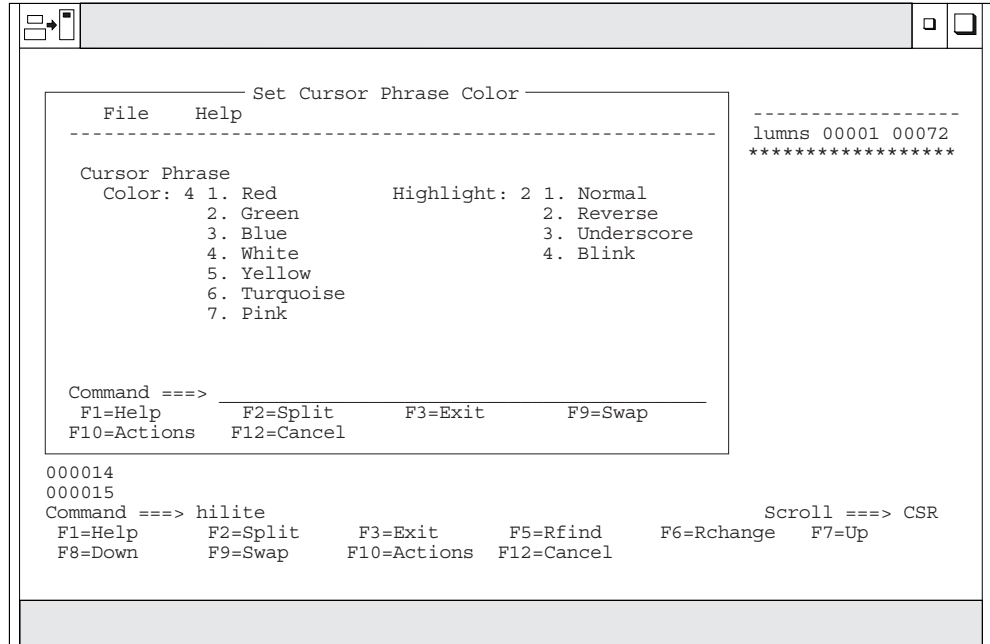 Set Cursor Phrase Color
File Help
------------------
-------------------------------------------------------- lumns 00001 00072
******************
Cursor Phrase
Color: 4 1. Red Highlight: 2 1. Normal
2. Green 2. Reverse
3. Blue 3. Underscore
4. White 4. Blink
5. Yellow
6. Turquoise
7. Pink
Command ===> __________________________________________
F1=Help F2=Split F3=Exit F9=Swap
F10=Actions F12=Cancel
000014
000015
Command ===> hilite Scroll ===> CSR
F1=Help F2=Split F3=Exit F5=Rfind F6=Rchange F7=Up
F8=Down F9=Swap F10=Actions F12=Cancel